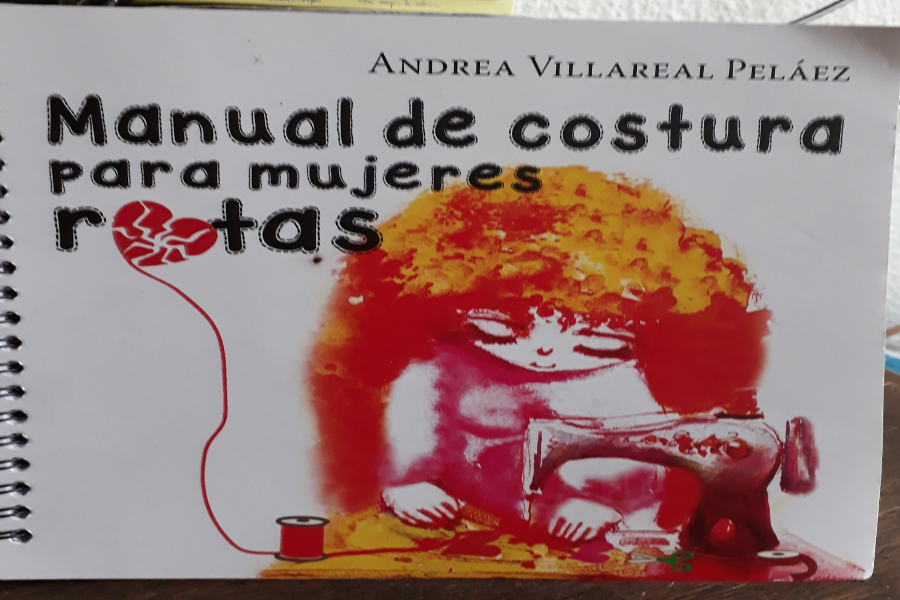 ANDREA VILLAREAL PELÁEZ
Manual de costura
para mujeres
rotas